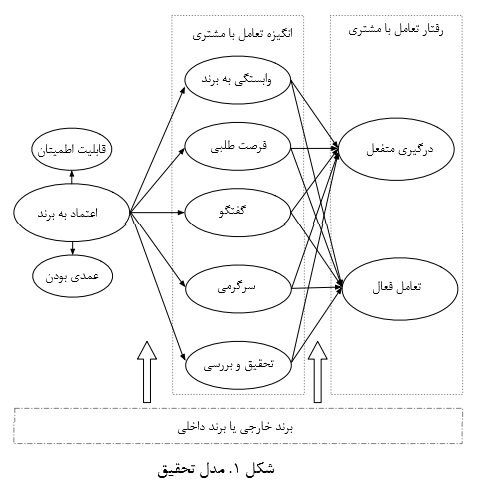 رفتار تعامل با مشتری
انگیزه تعامل با مشتری
وابستگی به برند
فرصت طلبی
درگیری منفعل
قابلیت اطمینان
اعتماد به برند
گفتگو
عمدی بودن
سرگرمی
تعامل فعال
تحقیق و بررسی
برند خارجی یا برند داخلی
شکل ۱. مدل تحقیق